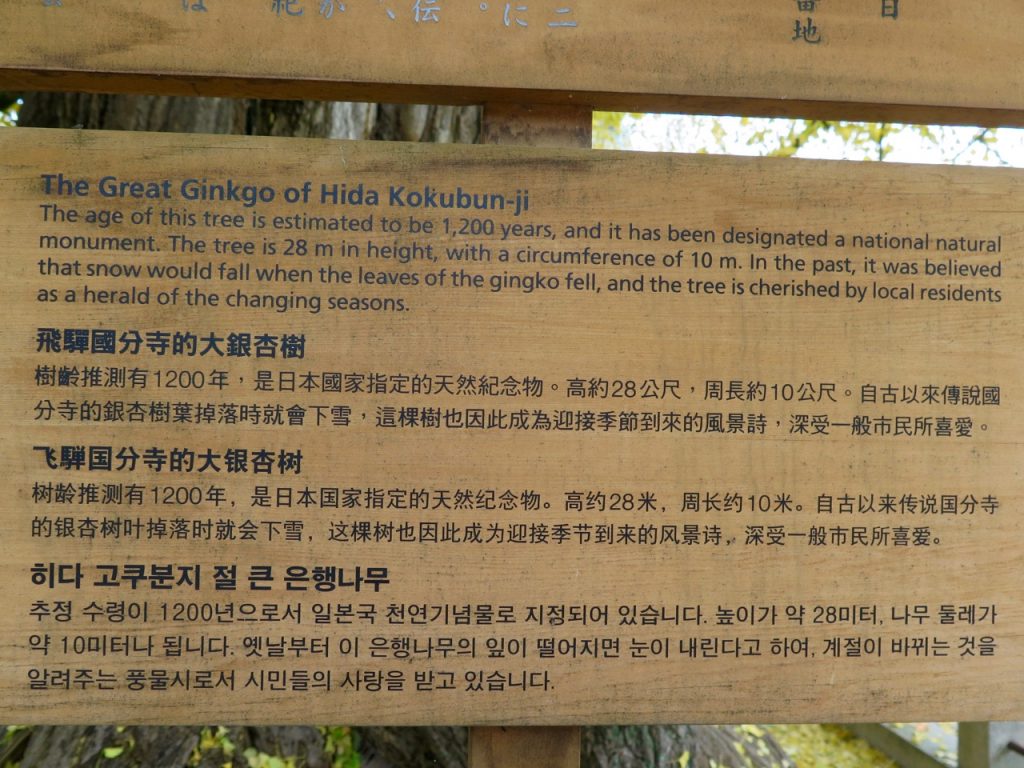 日
番地
二
に
伝
The Great Ginkgo of Hida Kokubun-ji
The age of this tree is estimated to be 1,200 years, and it has been designated a national natural
monument. The tree is 28 m in height, with a circumference of 10 m. In the past, it was believed
that snow would fall when the leaves of the gingko fell, and the tree is cherished by local residents
as a herald of the changing seasons.
飛驒國分寺的大銀杏樹
樹齡推測有1200年，是日本國家指定的天然紀念物。高約28公尺，周長約10公尺。自古以來傳說國
分寺的銀杏樹葉掉落時就會下雪，這棵樹也因此成為迎接季節到來的風景詩，深受一般市民所喜愛。
飞騨国分寺的大银杏树
树龄推测有1200年，是日本国家指定的天然纪念物。高约28米，周长约10米。自古以来传说国分寺
的银杏树叶掉落时就会下雪，这棵树也因此成为迎接季节到来的风景诗，深受一般市民所喜爱。
히다 고쿠분지 절 큰 은행나무
추정 수령이 1200년으로서 일본국 천연기념물로 지정되어 있습니다. 높이가 약 28미터, 나무 둘레가
약 10미터나 됩니다. 옛날부터 이 은행나무의 잎이 떨어지면 눈이 내린다고 하여, 계절이 바뀌는 것을
알려주는 풍물시로서 시민들의 사랑을 받고 있습니다.